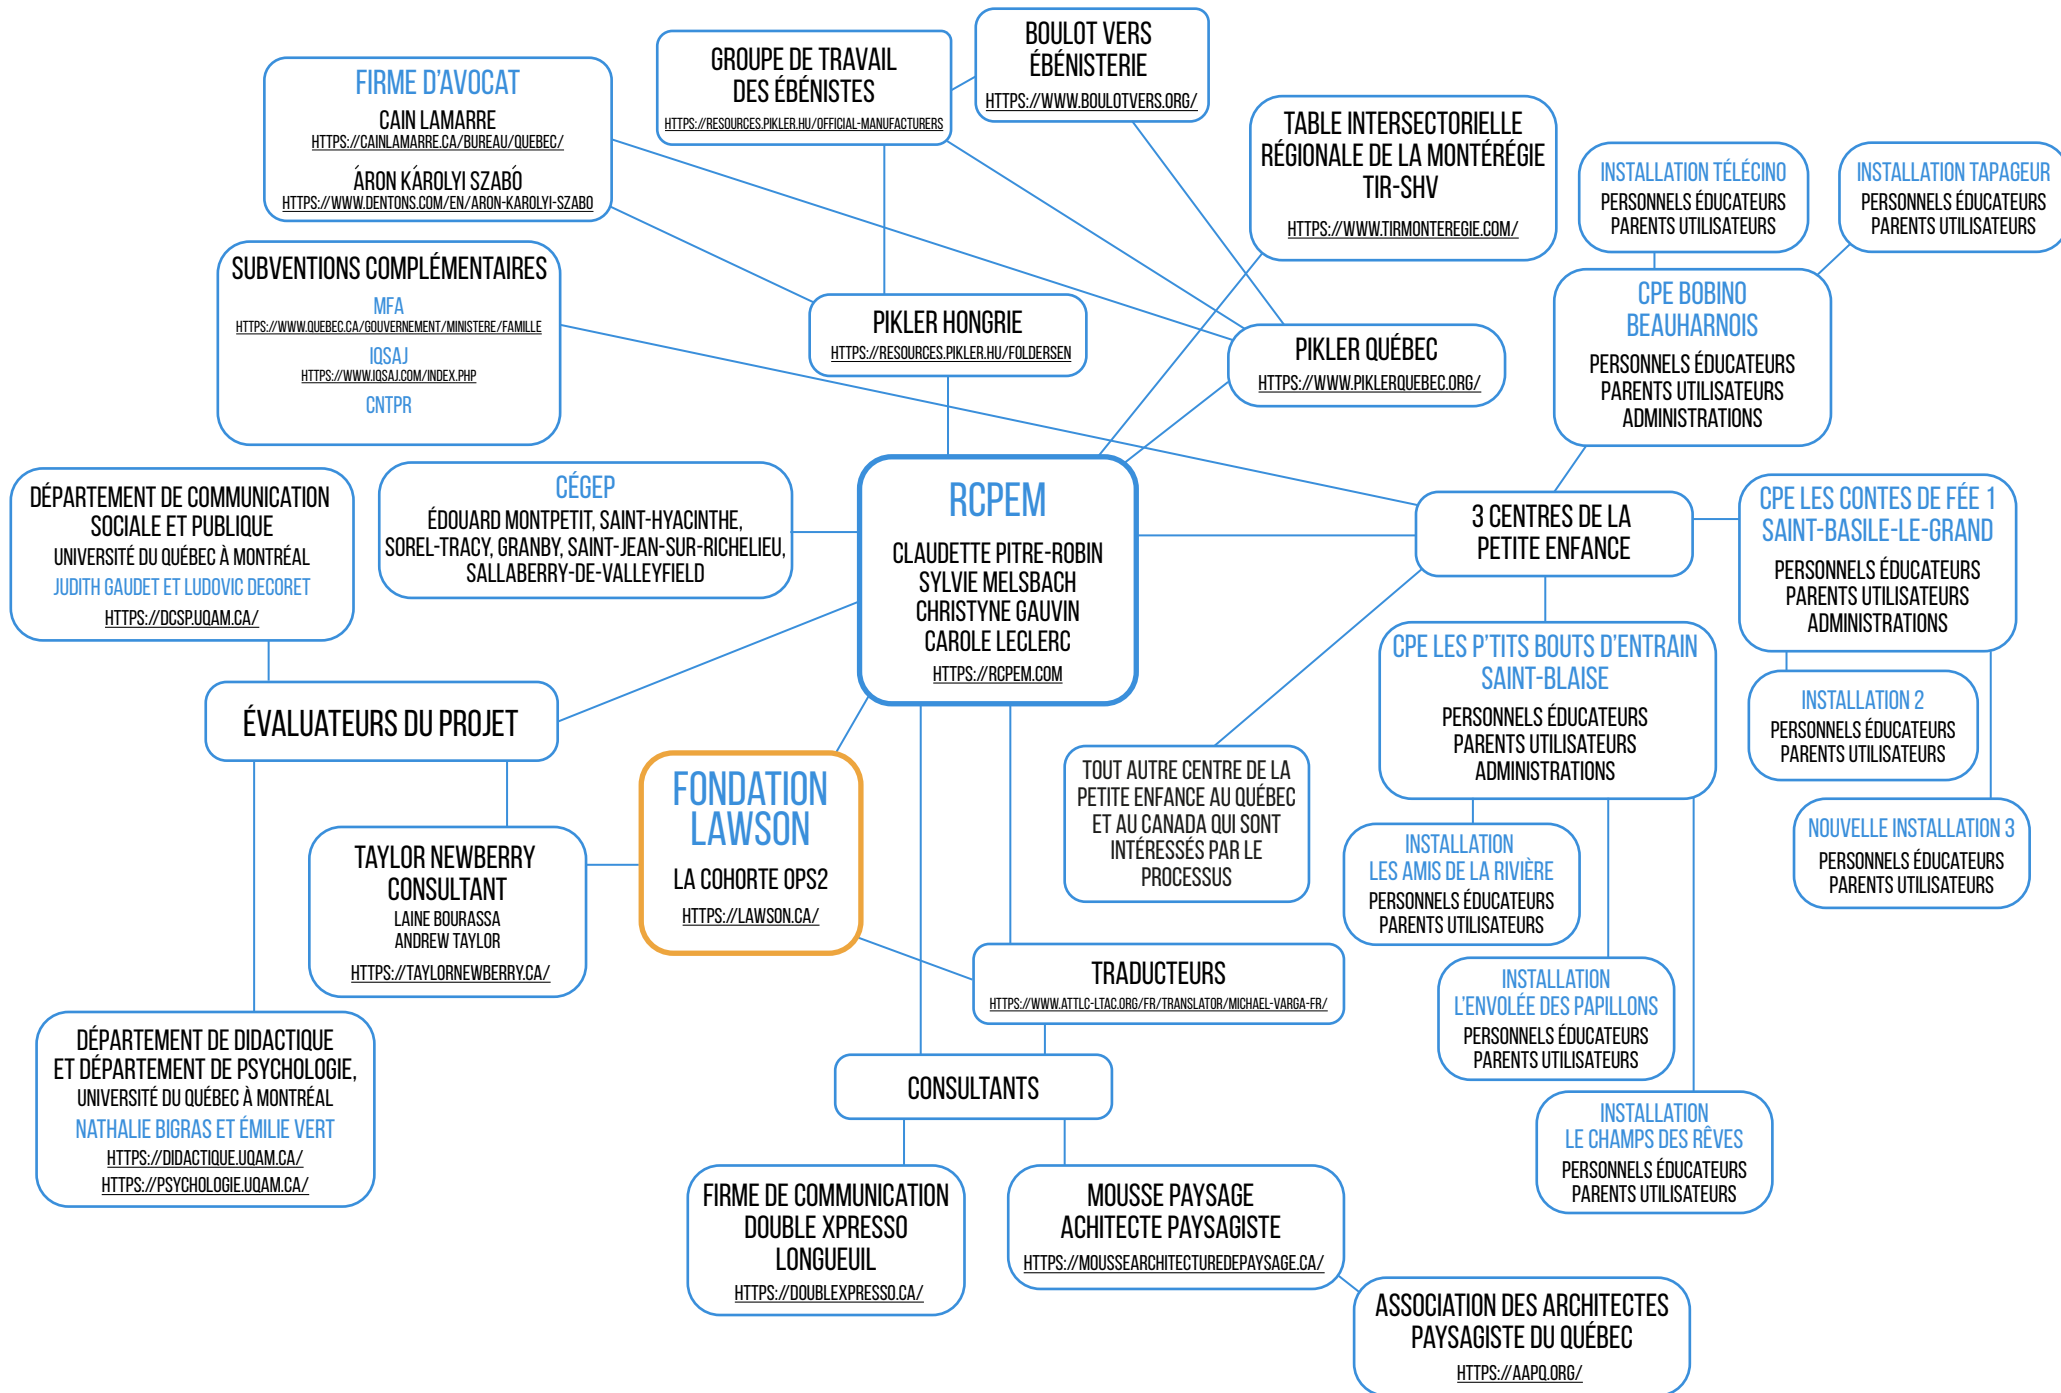 FIRME D'AVOCAT
CAIN LAMARRE
HTTPS://CAINLAMARRE.CA/BUREAU/QUEBEC/
ÁRON KÁROLYI SZABÓ
HTTPS://WWW.DENTONS.COM/EN/ARON-KAROLYI-SZABO
GROUPE DE TRAVAIL
DES ÉBÉNISTES
HTTPS://RESOURCES.PIKLER.HU/OFFICIAL-MANUFACTURERS
BOULOT VERS
ÉBÉNISTERIE
HTTPS://WWW.BOULOTVERS.ORG/
TABLE INTERSECTORIELLE
RÉGIONALE DE LA MONTÉRÉGIE
TIR-SHV
HTTPS://WWW.TIRMONTEREGIE.COM/
INSTALLATION TÉLÉCINO
PERSONNELS ÉDUCATEURS
PARENTS UTILISATEURS
INSTALLATION TAPAGEUR
PERSONNELS ÉDUCATEURS
PARENTS UTILISATEURS
SUBVENTIONS COMPLÉMENTAIRES
MFA
HTTPS://WWW.QUEBEC.CA/GOUVERNEMENT/MINISTERE/FAMILLE
IQSAJ
HTTPS://WWW.IQSAJ.COM/INDEX.PHP
CNTPR
PIKLER HONGRIE
HTTPS://RESOURCES.PIKLER.HU/FOLDERSEN
PIKLER QUÉBEC
HTTPS://WWW.PIKLERQUEBEC.ORG/
CPE BOBINO
BEAUHARNOIS
PERSONNELS ÉDUCATEURS
PARENTS UTILISATEURS
ADMINISTRATIONS
DÉPARTEMENT DE COMMUNICATION
SOCIALE ET PUBLIQUE
UNIVERSITÉ DU QUÉBEC À MONTRÉAL
JUDITH GAUDET ET LUDOVIC DECORET
HTTPS://DCSP.UQAM.CA/
CÉGEP
ÉDOUARD MONTPETIT, SAINT-HYACINTHE,
SOREL-TRACY, GRANBY, SAINT-JEAN-SUR-RICHELIEU,
SALLABERRY-DE-VALLEYFIELD
RCPEM
CLAUDETTE PITRE-ROBIN
SYLVIE MELSBACH
CHRISTYNE GAUVIN
CAROLE LECLERC
HTTPS://RCPEM.COM
3 CENTRES DE LA
PETITE ENFANCE
CPE LES CONTES DE FÉE 1
SAINT-BASILE-LE-GRAND
PERSONNELS ÉDUCATEURS
PARENTS UTILISATEURS
ADMINISTRATIONS
ÉVALUATEURS DU PROJET
CPE LES P'TITS BOUTS D'ENTRAIN
SAINT-BLAISE
PERSONNELS ÉDUCATEURS
PARENTS UTILISATEURS
ADMINISTRATIONS
INSTALLATION 2
PERSONNELS ÉDUCATEURS
PARENTS UTILISATEURS
FONDATION
LAWSON
LA COHORTE OPS2
HTTPS://LAWSON.CA/
TOUT AUTRE CENTRE DE LA
PETITE ENFANCE AU QUÉBEC
ET AU CANADA QUI SONT
INTÉRESSÉS PAR LE
PROCESSUS
TAYLOR NEWBERRY
CONSULTANT
LAINE BOURASSA
ANDREW TAYLOR
HTTPS://TAYLORNEWBERRY.CA/
INSTALLATION
LES AMIS DE LA RIVIÈRE
PERSONNELS ÉDUCATEURS
PARENTS UTILISATEURS
NOUVELLE INSTALLATION 3
PERSONNELS ÉDUCATEURS
PARENTS UTILISATEURS
TRADUCTEURS
HTTPS://WWW.ATTLC-LTAC.ORG/FR/TRANSLATOR/MICHAEL-VARGA-FR/
INSTALLATION
L'ENVOLÉE DES PAPILLONS
PERSONNELS ÉDUCATEURS
PARENTS UTILISATEURS
DÉPARTEMENT DE DIDACTIQUE
ET DÉPARTEMENT DE PSYCHOLOGIE,
UNIVERSITÉ DU QUÉBEC À MONTRÉAL
NATHALIE BIGRAS ET ÉMILIE VERT
HTTPS://DIDACTIQUE.UQAM.CA/
HTTPS://PSYCHOLOGIE.UQAM.CA/
CONSULTANTS
INSTALLATION
LE CHAMPS DES RÊVES
PERSONNELS ÉDUCATEURS
PARENTS UTILISATEURS
FIRME DE COMMUNICATION
DOUBLE XPRESSO
LONGUEUIL
HTTPS://DOUBLEXPRESSO.CA/
MOUSSE PAYSAGE
ACHITECTE PAYSAGISTE
HTTPS://MOUSSEARCHITECTUREDEPAYSAGE.CA/
ASSOCIATION DES ARCHITECTES
PAYSAGISTE DU QUÉBEC
HTTPS://AAPQ.ORG/